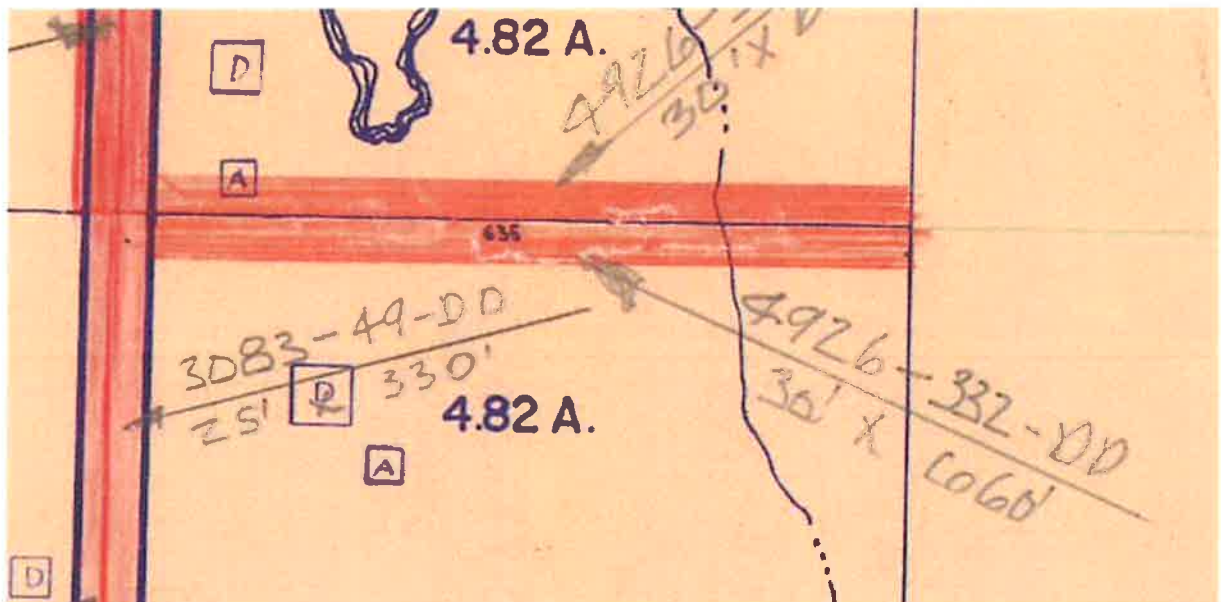 4.82 A.
D
4926-
30' X
A
635
3083-49-DD
25' 330'
R
4.82 A.
A
4926-332-DD
30' X 660'
D